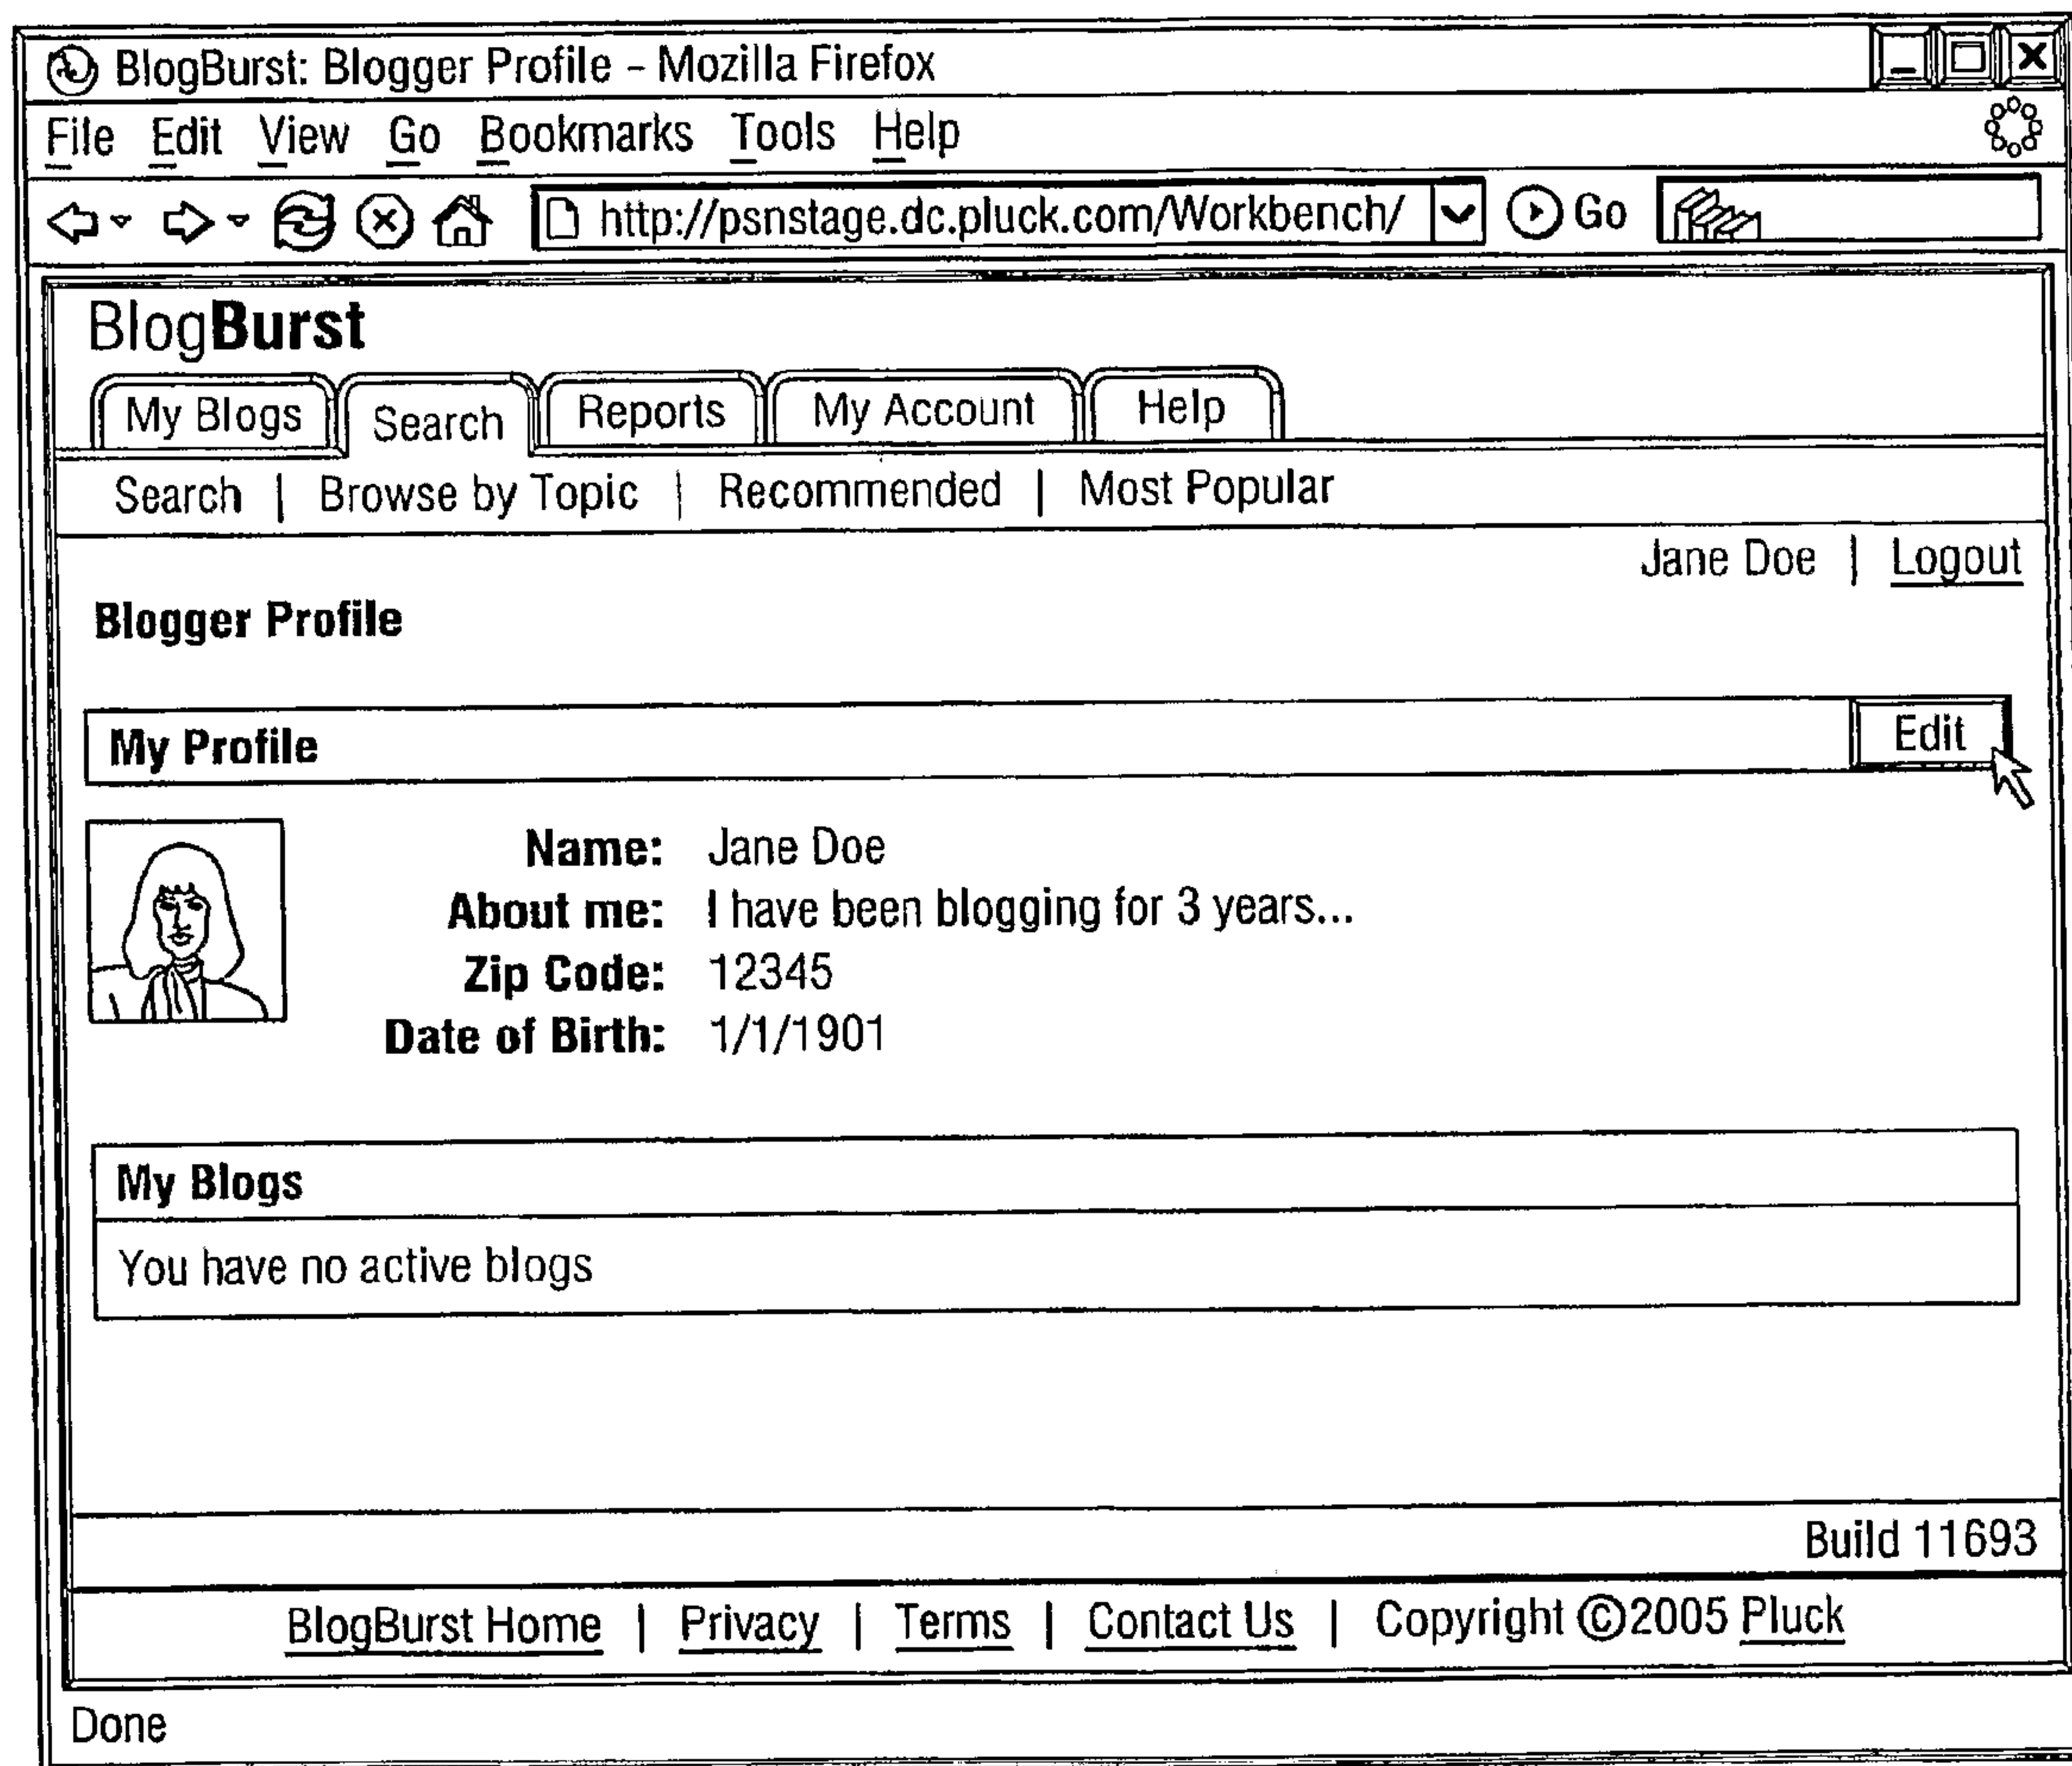 BlogBurst: Blogger Profile - Mozilla Firefox
File Edit View Go Bookmarks Tools Help
http://psnstage.dc.pluck.com/Workbench/ Go
BlogBurst
My Blogs Search Reports My Account Help
Search | Browse by Topic | Recommended | Most Popular
Jane Doe | Logout
Blogger Profile
My Profile Edit
Name: Jane Doe
About me: I have been blogging for 3 years...
Zip Code: 12345
Date of Birth: 1/1/1901
My Blogs
You have no active blogs
Build 11693
BlogBurst Home | Privacy | Terms | Contact Us | Copyright ©2005 Pluck
Done